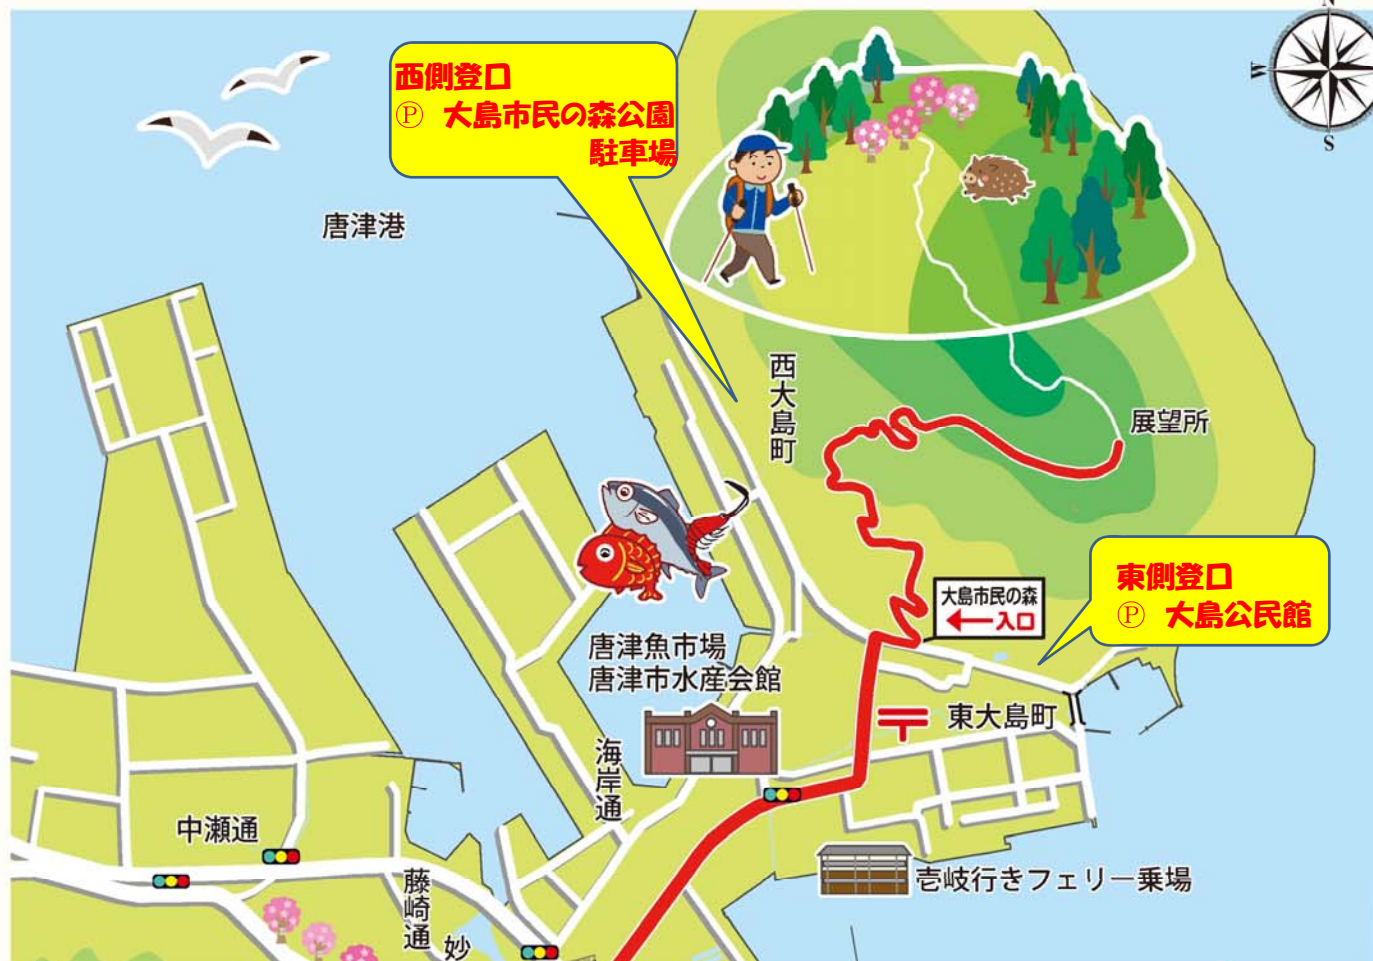 N
W
S
西側登口
Ⓟ 大島市民の森公園
駐車場
唐津港
西大島町
展望所
東側登口
Ⓟ 大島公民館
大島市民の森
←入口
唐津魚市場
唐津市水産会館
東大島町
海岸通
中瀬通
藤崎通
妙
壱岐行きフェリー乗場